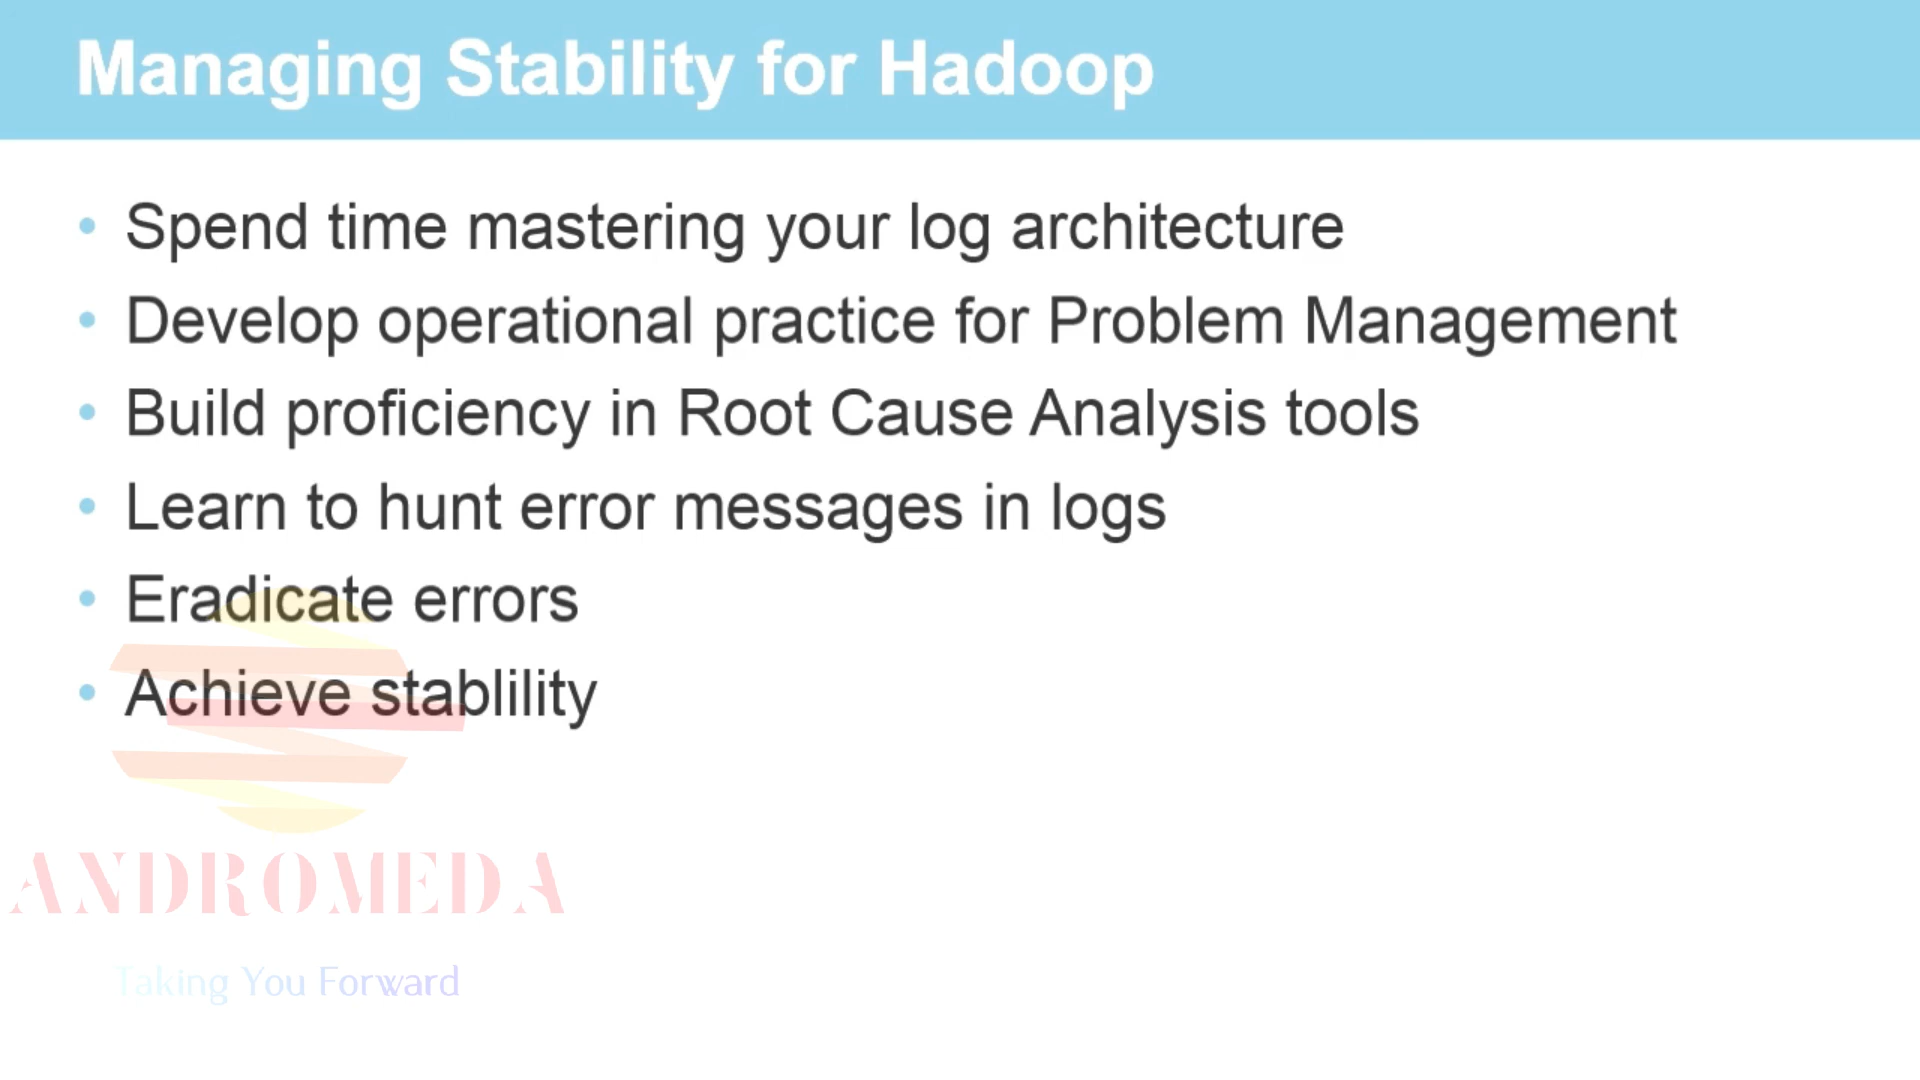 Managing Stability for Hadoop
• Spend time mastering your log architecture
• Develop operational practice for Problem Management
• Build proficiency in Root Cause Analysis tools
• Learn to hunt error messages in logs
• Eradicate errors
• Achieve stablility
ANDROMEDA
Taking You Forward